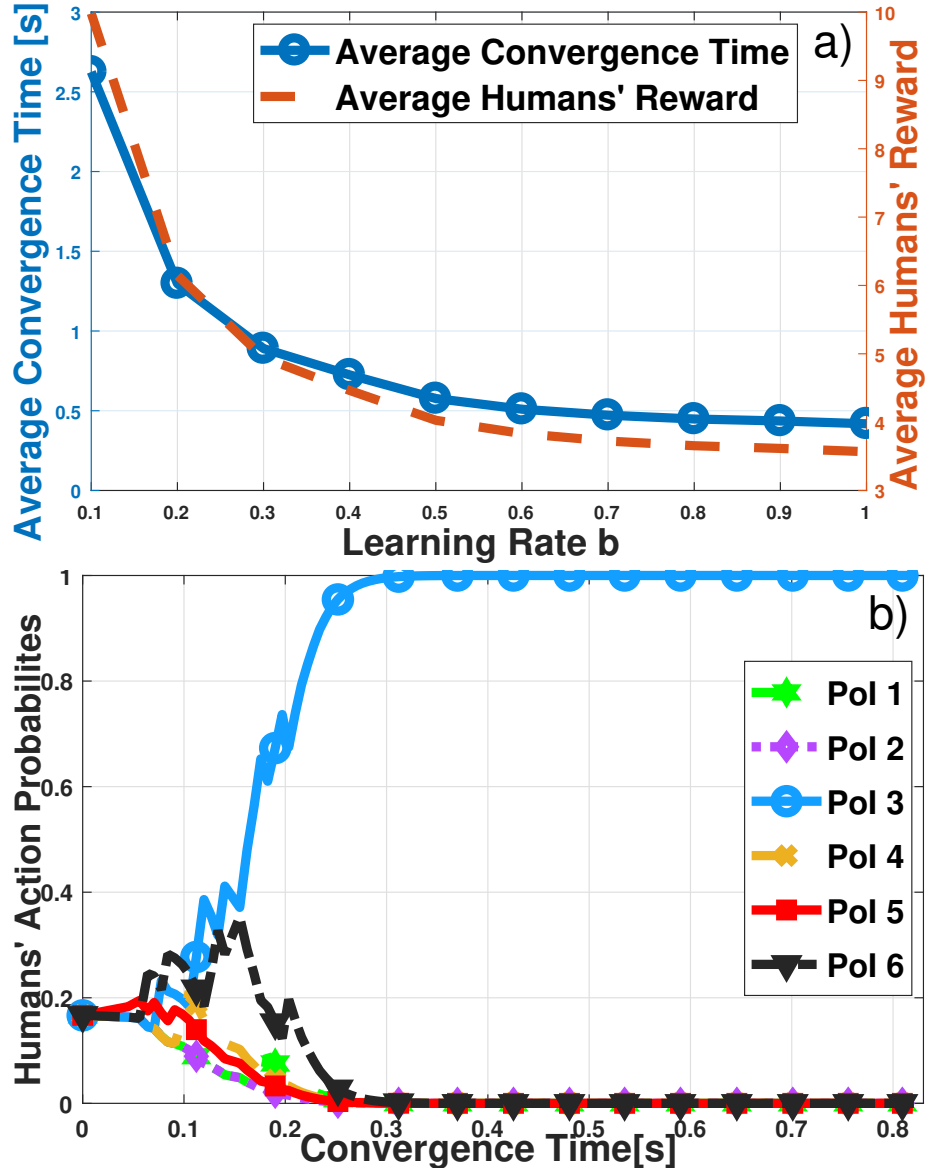 a)
Average Convergence Time [s]
Average Humans' Reward
Average Convergence Time
Average Humans' Reward
3
2.5
2
1.5
1
0.5
0
10
9
8
7
6
5
4
3
0.1 0.2 0.3 0.4 0.5 0.6 0.7 0.8 0.9 1
Learning Rate b
b)
Humans' Action Probabilites
1
0.8
0.6
0.4
0.2
0
Pol 1
Pol 2
Pol 3
Pol 4
Pol 5
Pol 6
0 0.1 0.2 0.3 0.4 0.5 0.6 0.7 0.8
Convergence Time[s]